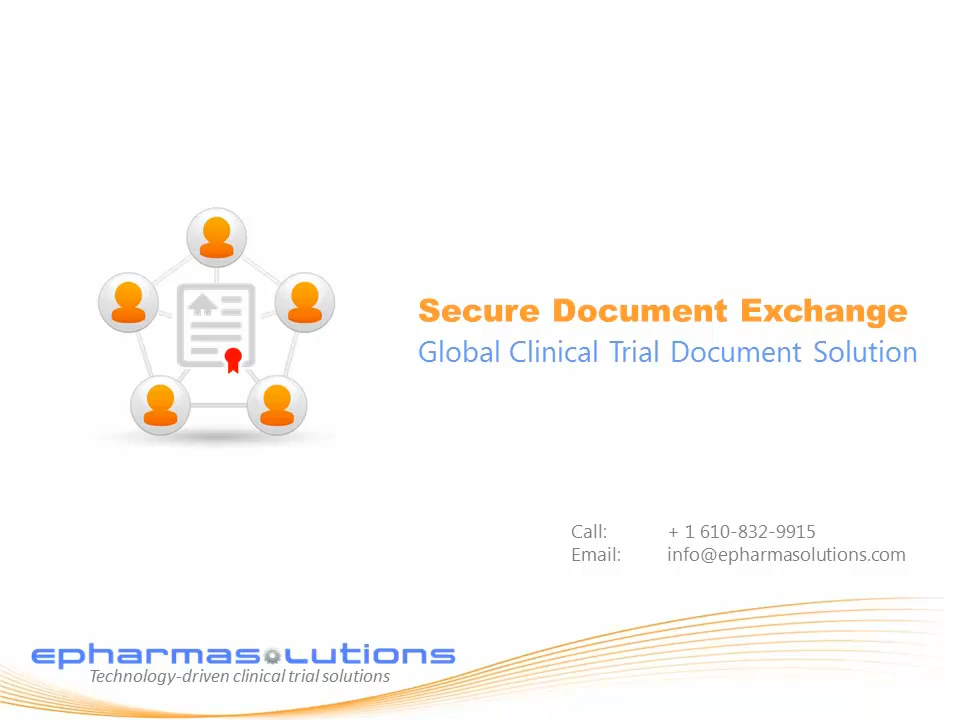 Secure Document Exchange
Global Clinical Trial Document Solution
Call: + 1 610-832-9915
Email: info@epharmasolutions.com
epharmasolutions
Technology-driven clinical trial solutions